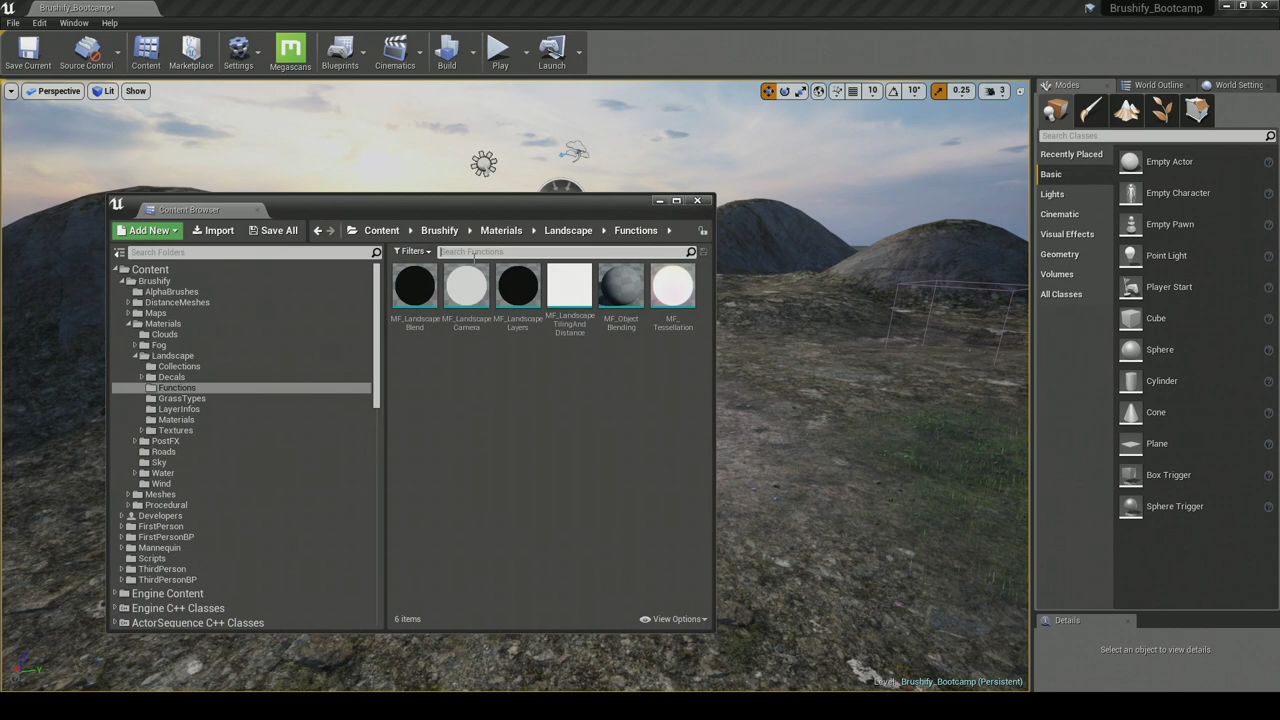 Brushify_Bootcamp*
Brushify_Bootcamp
File Edit Window Help
Save Current Source Control Content Marketplace Settings Megascans Blueprints Cinematics Build Play Launch
Perspective Lit Show
10 10° 0.25 3
Modes World Outline World Setting
Search Classes
Recently Placed
Basic
Lights
Cinematic
Visual Effects
Geometry
Volumes
All Classes
Empty Actor
Empty Character
Empty Pawn
Point Light
Player Start
Cube
Sphere
Cylinder
Cone
Plane
Box Trigger
Sphere Trigger
Details
Select an object to view details.
Content Browser
Add New Import Save All Content Brushify Materials Landscape Functions
Search Folders
Filters Search Functions
Content
Brushify
AlphaBrushes
DistanceMeshes
Maps
Materials
Clouds
Fog
Landscape
Collections
Decals
Functions
GrassTypes
LayerInfos
Materials
Textures
PostFX
Roads
Sky
Water
Wind
Meshes
Procedural
Developers
FirstPerson
FirstPersonBP
Mannequin
Scripts
ThirdPerson
ThirdPersonBP
Engine Content
Engine C++ Classes
ActorSequence C++ Classes
MF_Landscape
Blend
MF_Landscape
Camera
MF_Landscape
Layers
MF_Landscape
TilingAnd
Distance
MF_Object
Blending
MF_
Tessellation
6 items View Options
Level: Brushify_Bootcamp (Persistent)